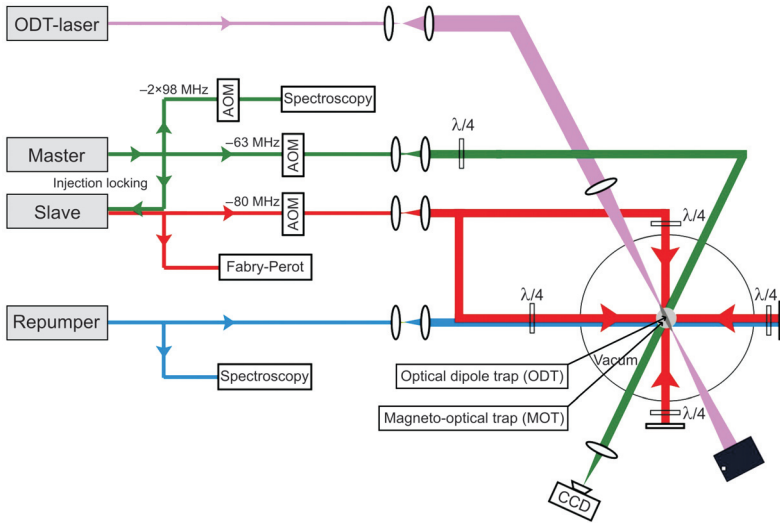 ODT-laser
–2×98 MHz
AOM
Spectroscopy
Master
–63 MHz
AOM
λ/4
Injection locking
Slave
–80 MHz
AOM
λ/4
Fabry-Perot
λ/4
λ/4
Repumper
Vacum
Spectroscopy
Optical dipole trap (ODT)
Magneto-optical trap (MOT)
λ/4
CCD